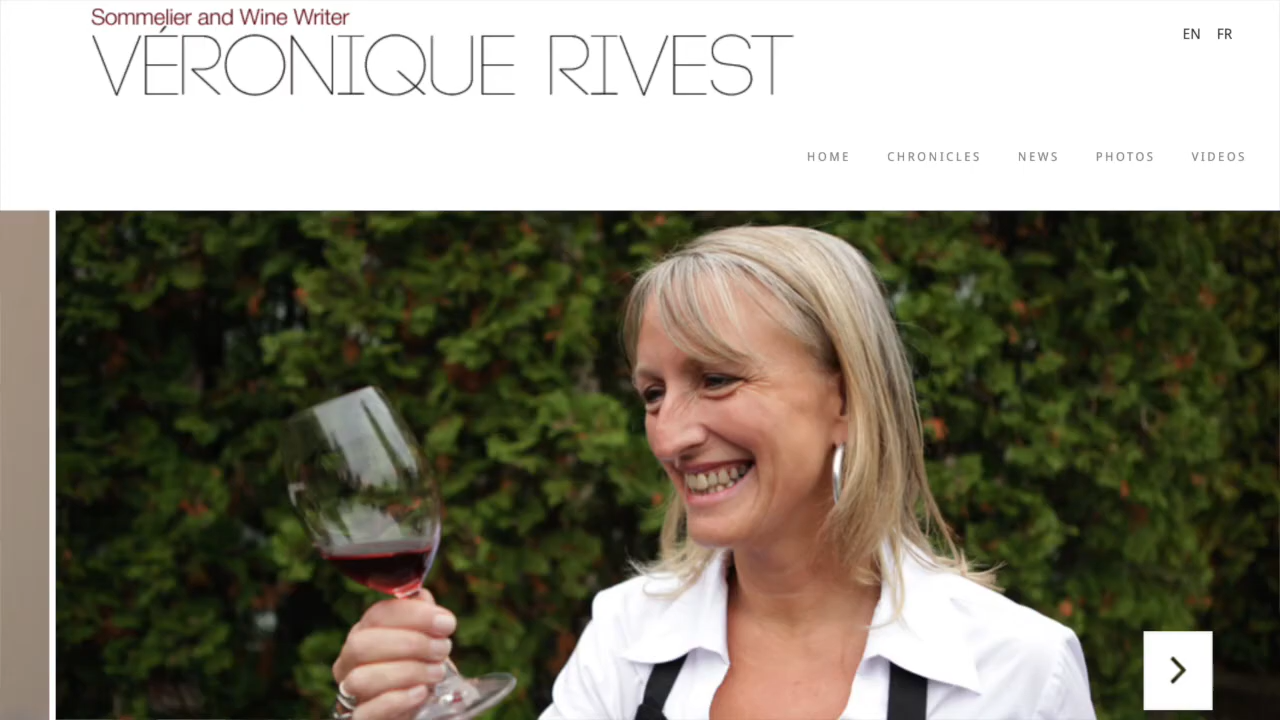 Sommelier and Wine Writer
VÉRONIQUE RIVEST
EN FR
HOME CHRONICLES NEWS PHOTOS VIDEOS